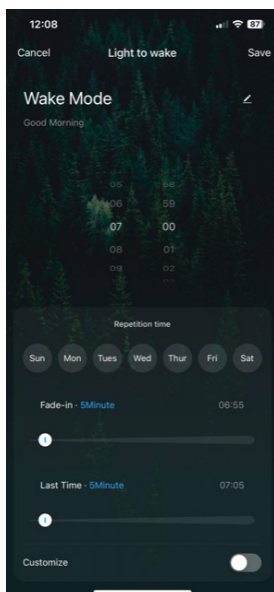 12:08 87
Cancel Light to wake Save
Wake Mode
Good Morning
05 58
06 59
07 00
08 01
09 02
Repetition time
Sun Mon Tues Wed Thur Fri Sat
Fade-in - 5Minute 06:55
Last Time - 5Minute 07:05
Customize